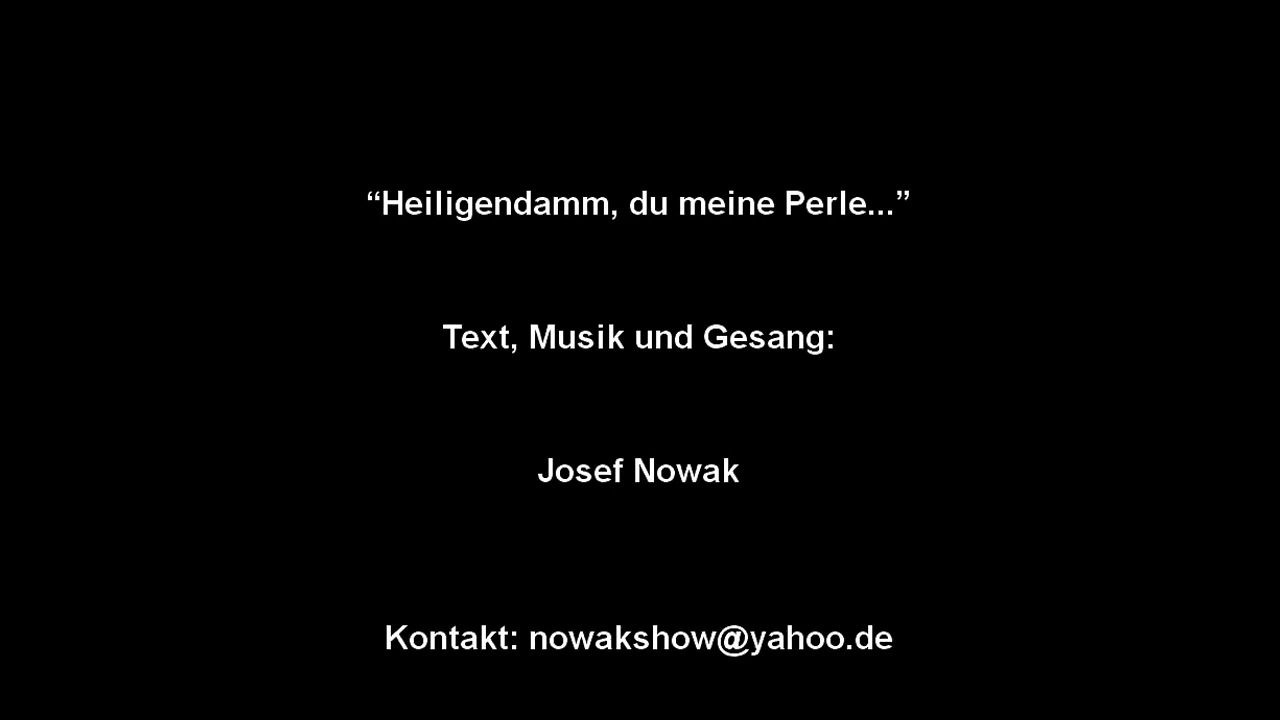 “Heiligendamm, du meine Perle...”
Text, Musik und Gesang:
Josef Nowak
Kontakt: nowakshow@yahoo.de